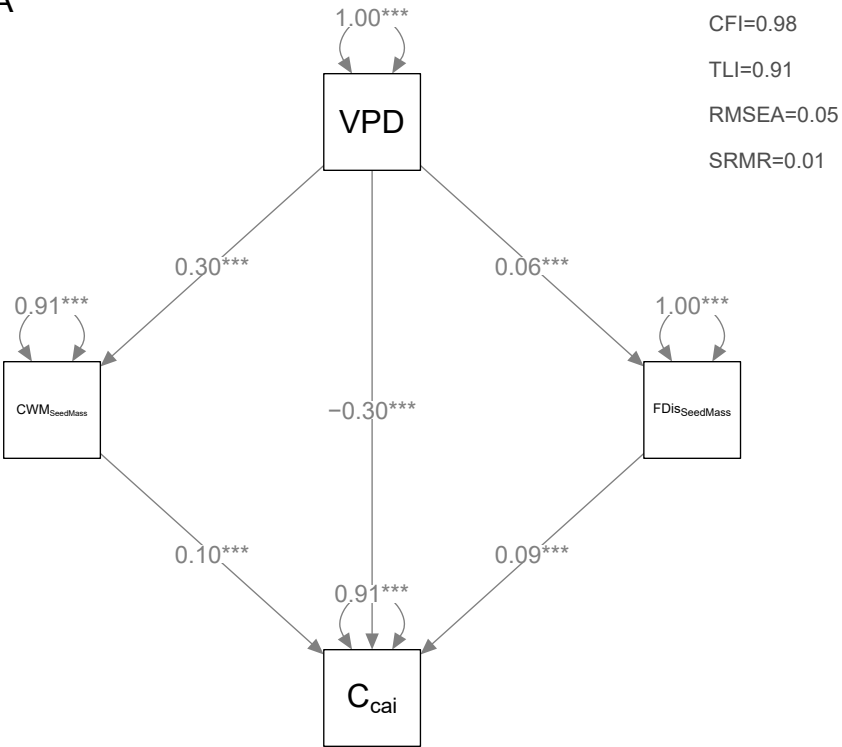 A
1.00***
CFI=0.98
TLI=0.91
RMSEA=0.05
SRMR=0.01
VPD
0.30***
0.06***
0.91***
1.00***
CWMSeedMass
−0.30***
FDisSeedMass
0.10***
0.09***
0.91***
Ccai